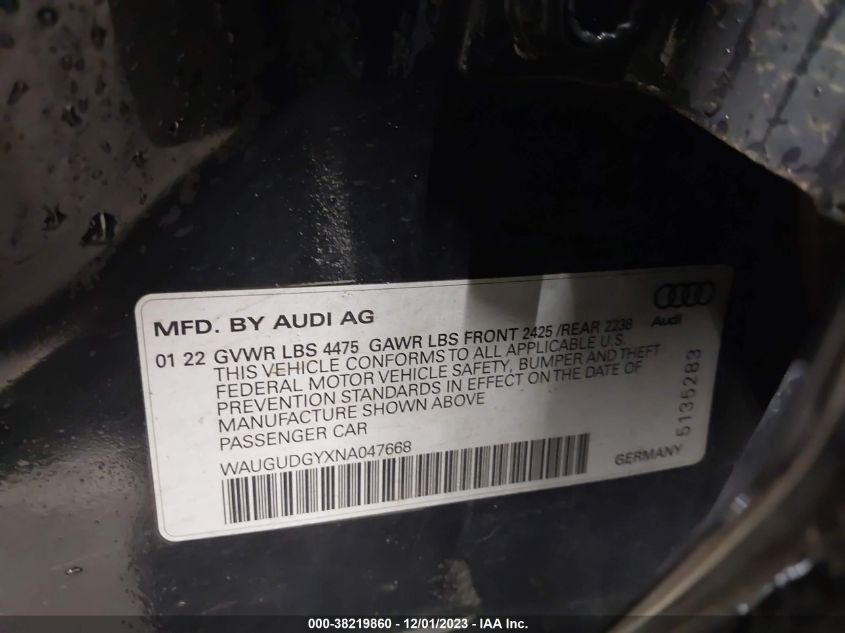 MFD. BY AUDI AG
Audi
01 22 GVWR LBS 4475 GAWR LBS FRONT 2425 /REAR 2238
THIS VEHICLE CONFORMS TO ALL APPLICABLE U.S.
FEDERAL MOTOR VEHICLE SAFETY, BUMPER AND THEFT
PREVENTION STANDARDS IN EFFECT ON THE DATE OF
MANUFACTURE SHOWN ABOVE
PASSENGER CAR
WAUGUDGYXNA047668
GERMANY
5135283
000-38219860 - 12/01/2023 - IAA Inc.